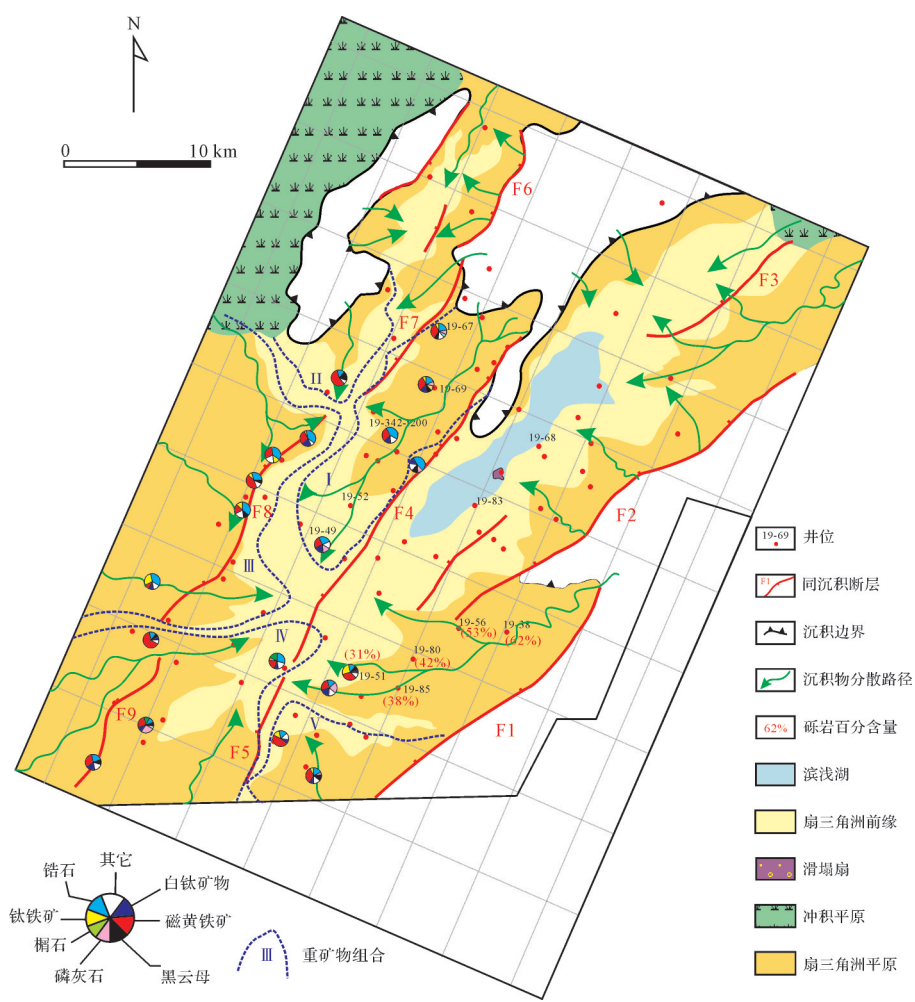 N
0 10 km
F6
F3
F7
19-67
II
19-69
19-342-200
19-68
I
F4
19-52
19-83
F8
F2
19-49
III
19-56
(53%)
19-38
(62%)
IV
(31%)
19-80
(42%)
19-51
19-85
(38%)
F9
V
F1
F5
19-69 井位
F1 同沉积断层
沉积边界
沉积物分散路径
62% 砾岩百分含量
滨浅湖
扇三角洲前缘
滑塌扇
冲积平原
扇三角洲平原
其它
锆石
白钛矿物
钛铁矿
磁黄铁矿
榍石
磷灰石
黑云母
III 重矿物组合